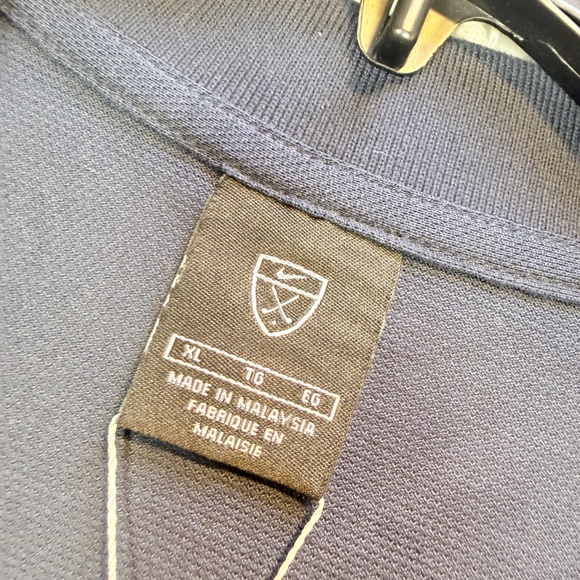 XL TG EG
MADE IN MALAYSIA
FABRIQUE EN
MALAISIE